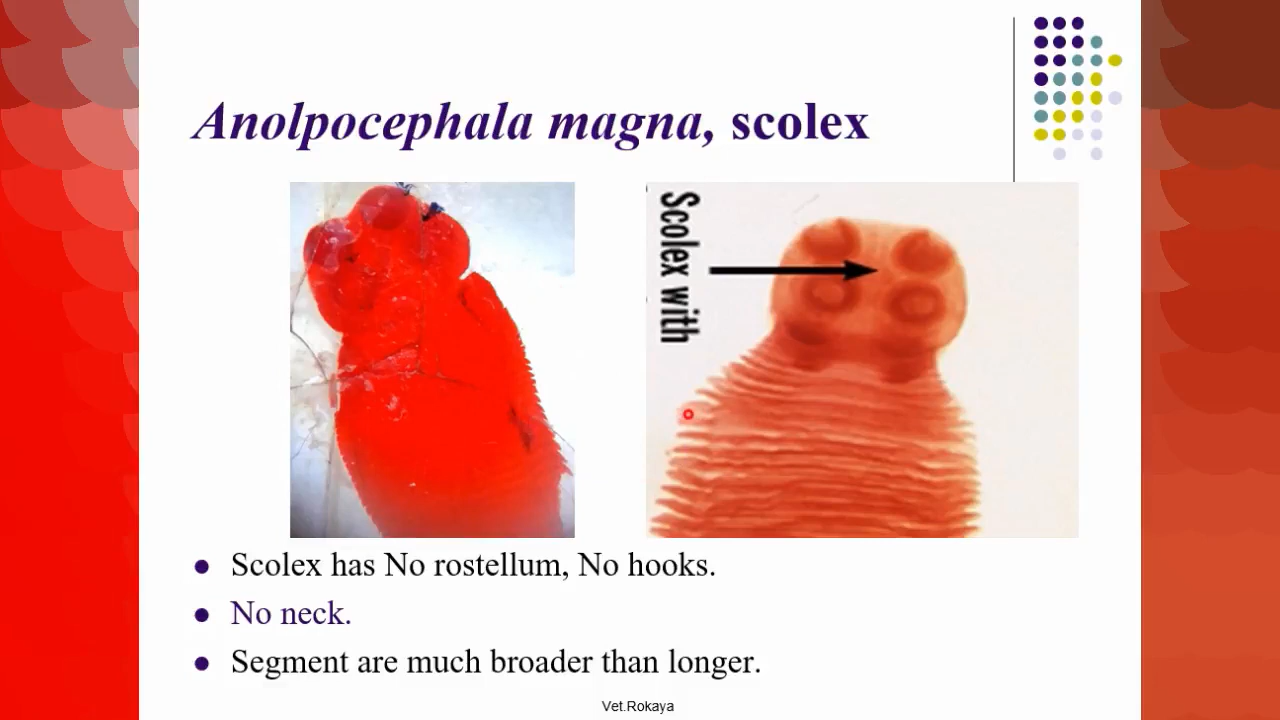 Anolpocephala magna, scolex
Scolex with
Scolex has No rostellum, No hooks.
No neck.
Segment are much broader than longer.
Vet.Rokaya